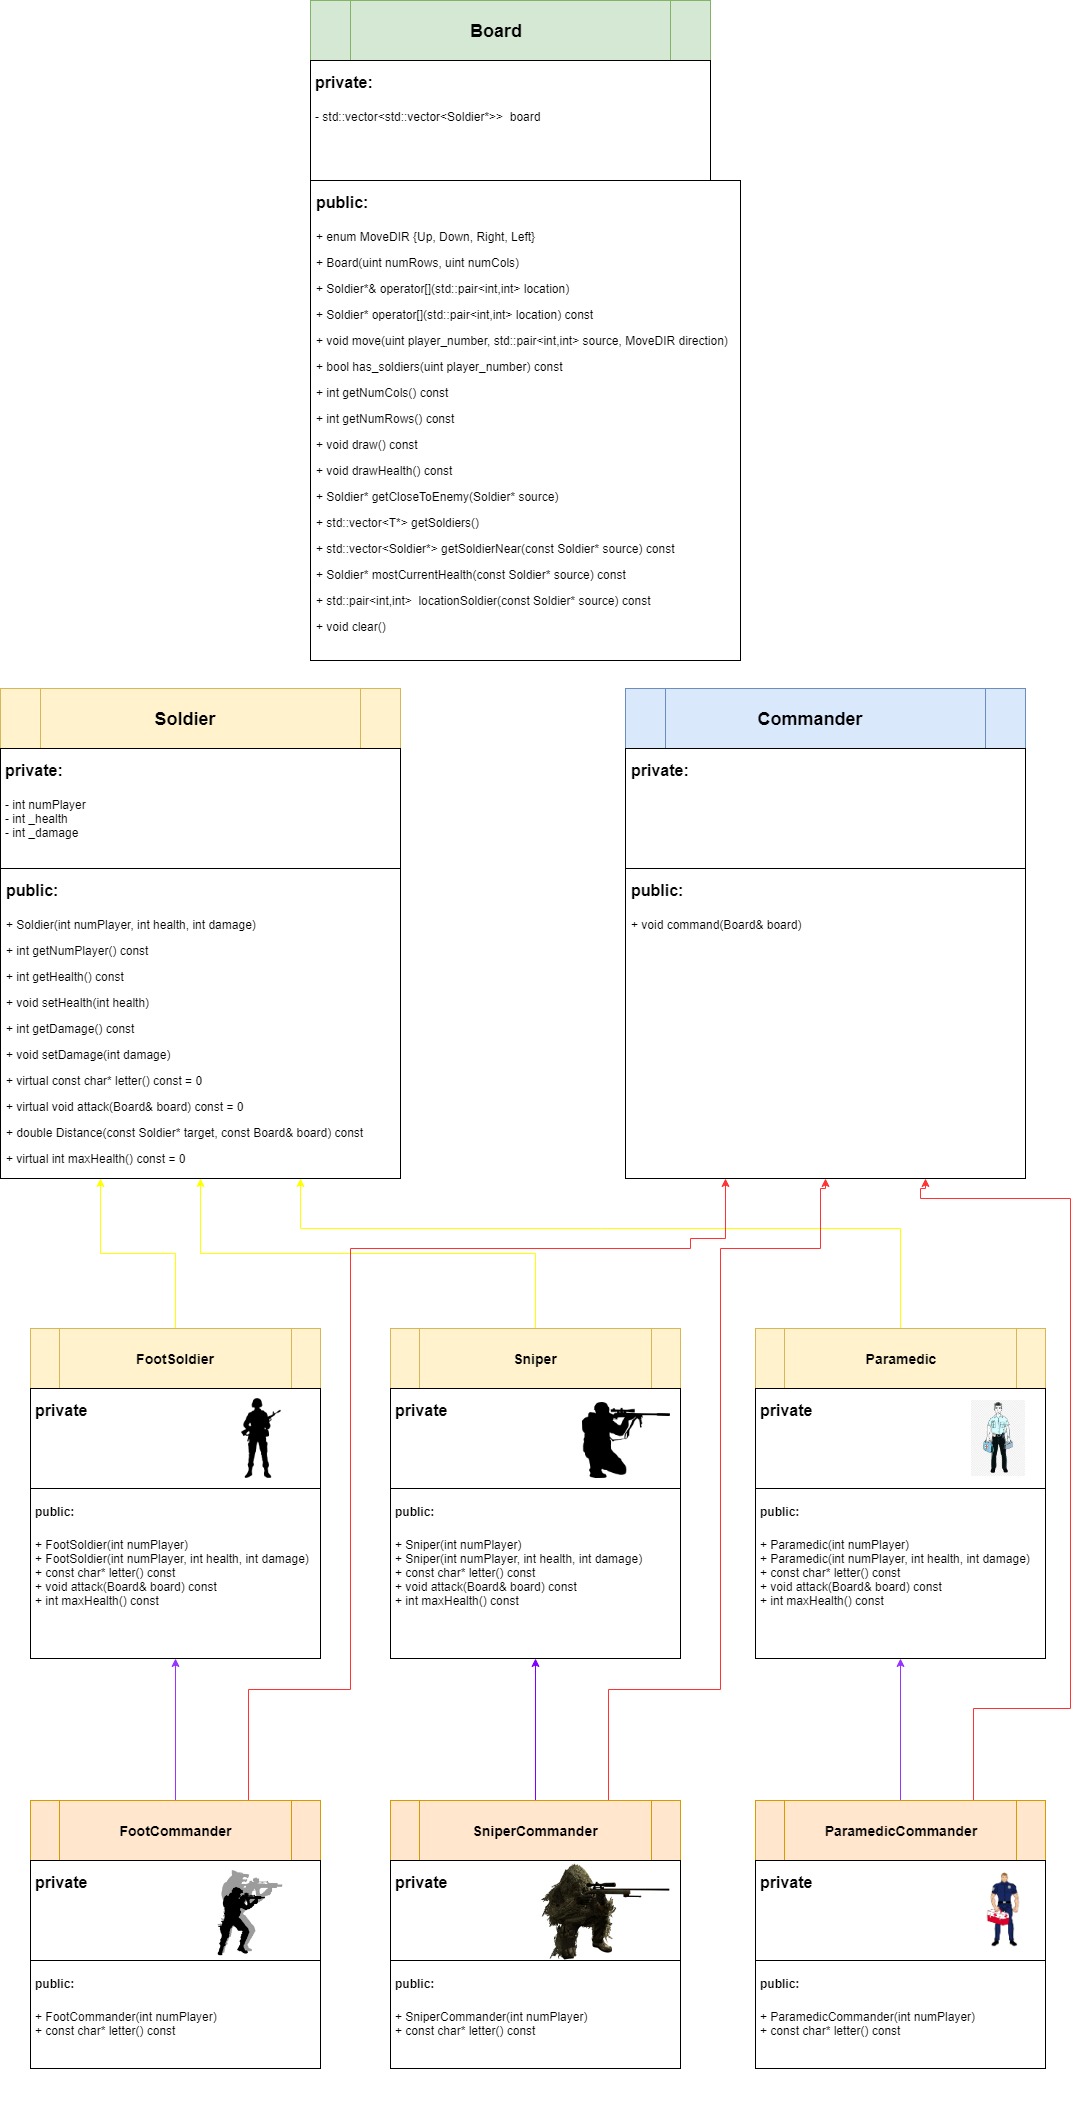 Board
private:
- std::vector<std::vector<Soldier*>> board
public:
+ enum MoveDIR {Up, Down, Right, Left}
+ Board(uint numRows, uint numCols)
+ Soldier*& operator[](std::pair<int,int> location)
+ Soldier* operator[](std::pair<int,int> location) const
+ void move(uint player_number, std::pair<int,int> source, MoveDIR direction)
+ bool has_soldiers(uint player_number) const
+ int getNumCols() const
+ int getNumRows() const
+ void draw() const
+ void drawHealth() const
+ Soldier* getCloseToEnemy(Soldier* source)
+ std::vector<T*> getSoldiers()
+ std::vector<Soldier*> getSoldierNear(const Soldier* source) const
+ Soldier* mostCurrentHealth(const Soldier* source) const
+ std::pair<int,int> locationSoldier(const Soldier* source) const
+ void clear()
Soldier
private:
- int numPlayer
- int _health
- int _damage
public:
+ Soldier(int numPlayer, int health, int damage)
+ int getNumPlayer() const
+ int getHealth() const
+ void setHealth(int health)
+ int getDamage() const
+ void setDamage(int damage)
+ virtual const char* letter() const = 0
+ virtual void attack(Board& board) const = 0
+ double Distance(const Soldier* target, const Board& board) const
+ virtual int maxHealth() const = 0
Commander
private:
public:
+ void command(Board& board)
FootSoldier
private
public:
+ FootSoldier(int numPlayer)
+ FootSoldier(int numPlayer, int health, int damage)
+ const char* letter() const
+ void attack(Board& board) const
+ int maxHealth() const
Sniper
private
public:
+ Sniper(int numPlayer)
+ Sniper(int numPlayer, int health, int damage)
+ const char* letter() const
+ void attack(Board& board) const
+ int maxHealth() const
Paramedic
private
public:
+ Paramedic(int numPlayer)
+ Paramedic(int numPlayer, int health, int damage)
+ const char* letter() const
+ void attack(Board& board) const
+ int maxHealth() const
FootCommander
private
public:
+ FootCommander(int numPlayer)
+ const char* letter() const
SniperCommander
private
public:
+ SniperCommander(int numPlayer)
+ const char* letter() const
ParamedicCommander
private
public:
+ ParamedicCommander(int numPlayer)
+ const char* letter() const